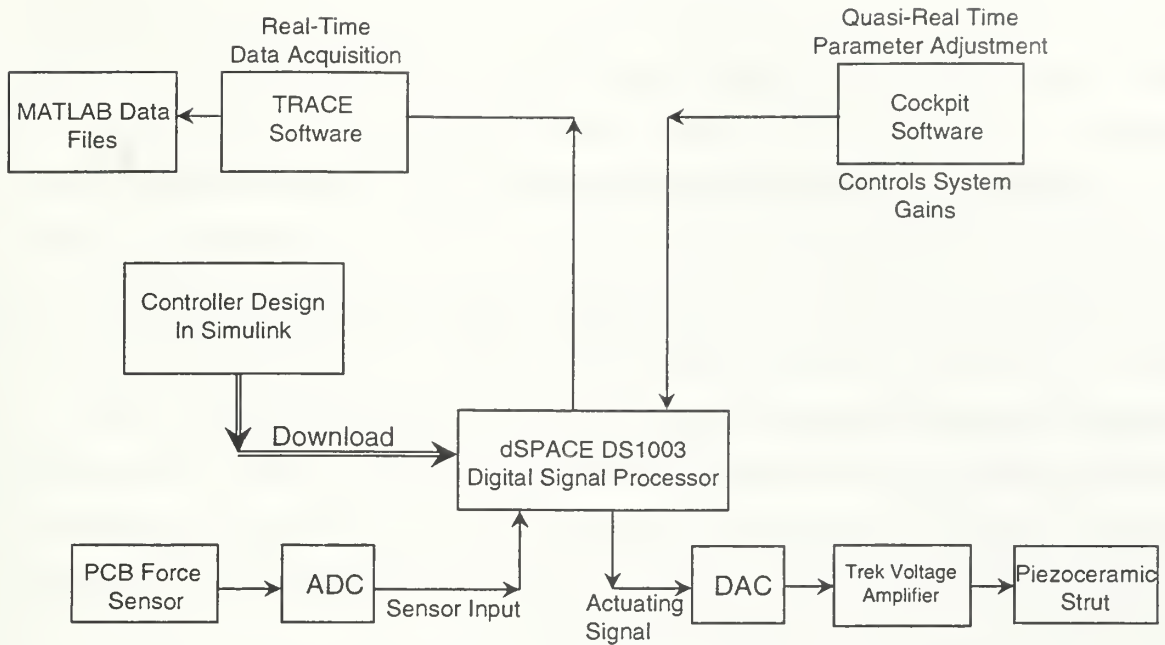 Real-Time
Data Acquisition
Quasi-Real Time
Parameter Adjustment
MATLAB Data
Files
TRACE
Software
Cockpit
Software
Controls System
Gains
Controller Design
In Simulink
Download
dSPACE DS1003
Digital Signal Processor
PCB Force
Sensor
ADC
Sensor Input
Actuating
Signal
DAC
Trek Voltage
Amplifier
Piezoceramic
Strut